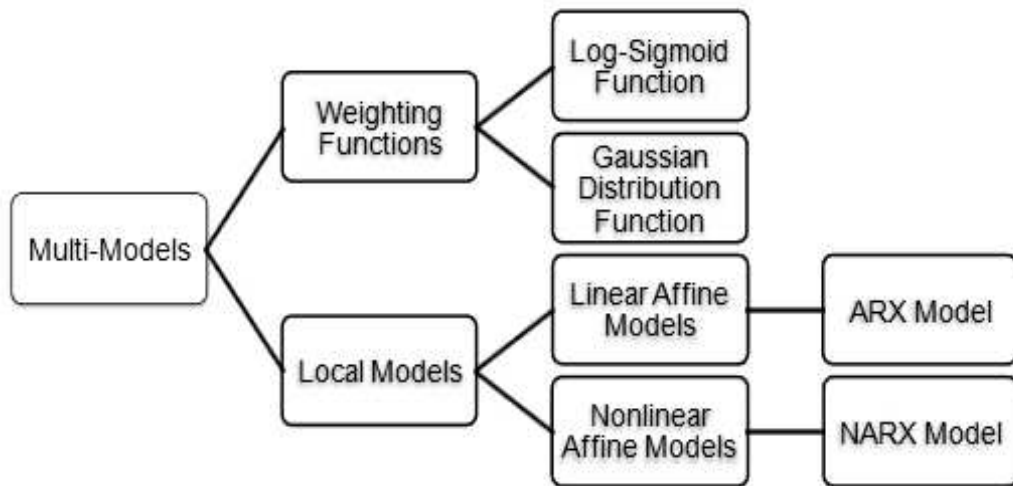 Log-Sigmoid
Function
Weighting
Functions
Gaussian
Distribution
Function
Multi-Models
Linear Affine
Models
ARX Model
Local Models
Nonlinear
Affine Models
NARX Model